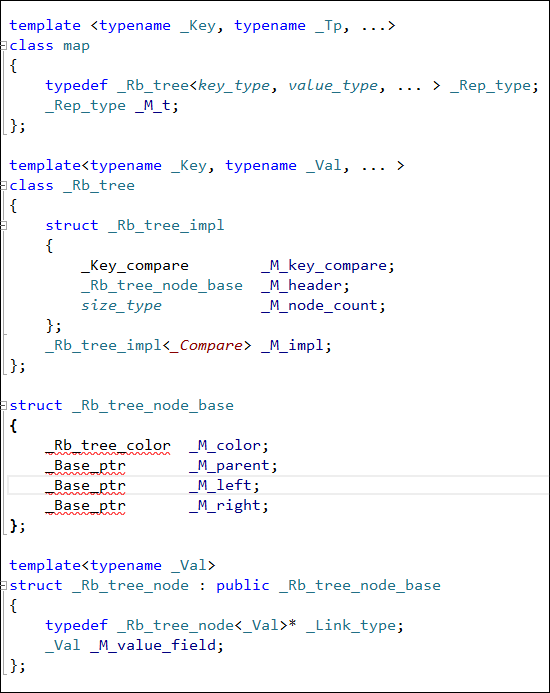 template <typename _Key, typename _Tp, ...>
class map
{
    typedef _Rb_tree<key_type, value_type, ... > _Rep_type;
    _Rep_type _M_t;
};
template<typename _Key, typename _Val, ... >
class _Rb_tree
{
    struct _Rb_tree_impl
    {
        _Key_compare        _M_key_compare;
        _Rb_tree_node_base  _M_header;
        size_type           _M_node_count;
    };
    _Rb_tree_impl<_Compare> _M_impl;
};
struct _Rb_tree_node_base
{
    _Rb_tree_color  _M_color;
    _Base_ptr       _M_parent;
    _Base_ptr       _M_left;
    _Base_ptr       _M_right;
};
template<typename _Val>
struct _Rb_tree_node : public _Rb_tree_node_base
{
    typedef _Rb_tree_node<_Val>* _Link_type;
    _Val _M_value_field;
};